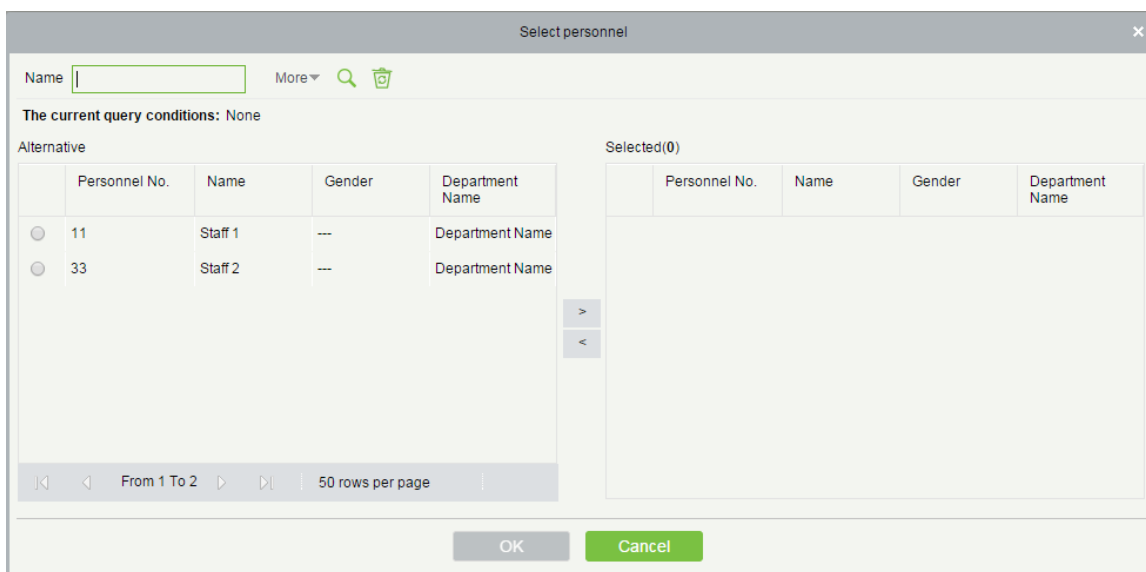 Select personnel ×
Name More
The current query conditions: None
Alternative
Selected(0)
Personnel No. Name Gender Department Name
11 Staff 1 --- Department Name
33 Staff 2 --- Department Name
Personnel No. Name Gender Department Name
>
<
From 1 To 2 50 rows per page
OK Cancel